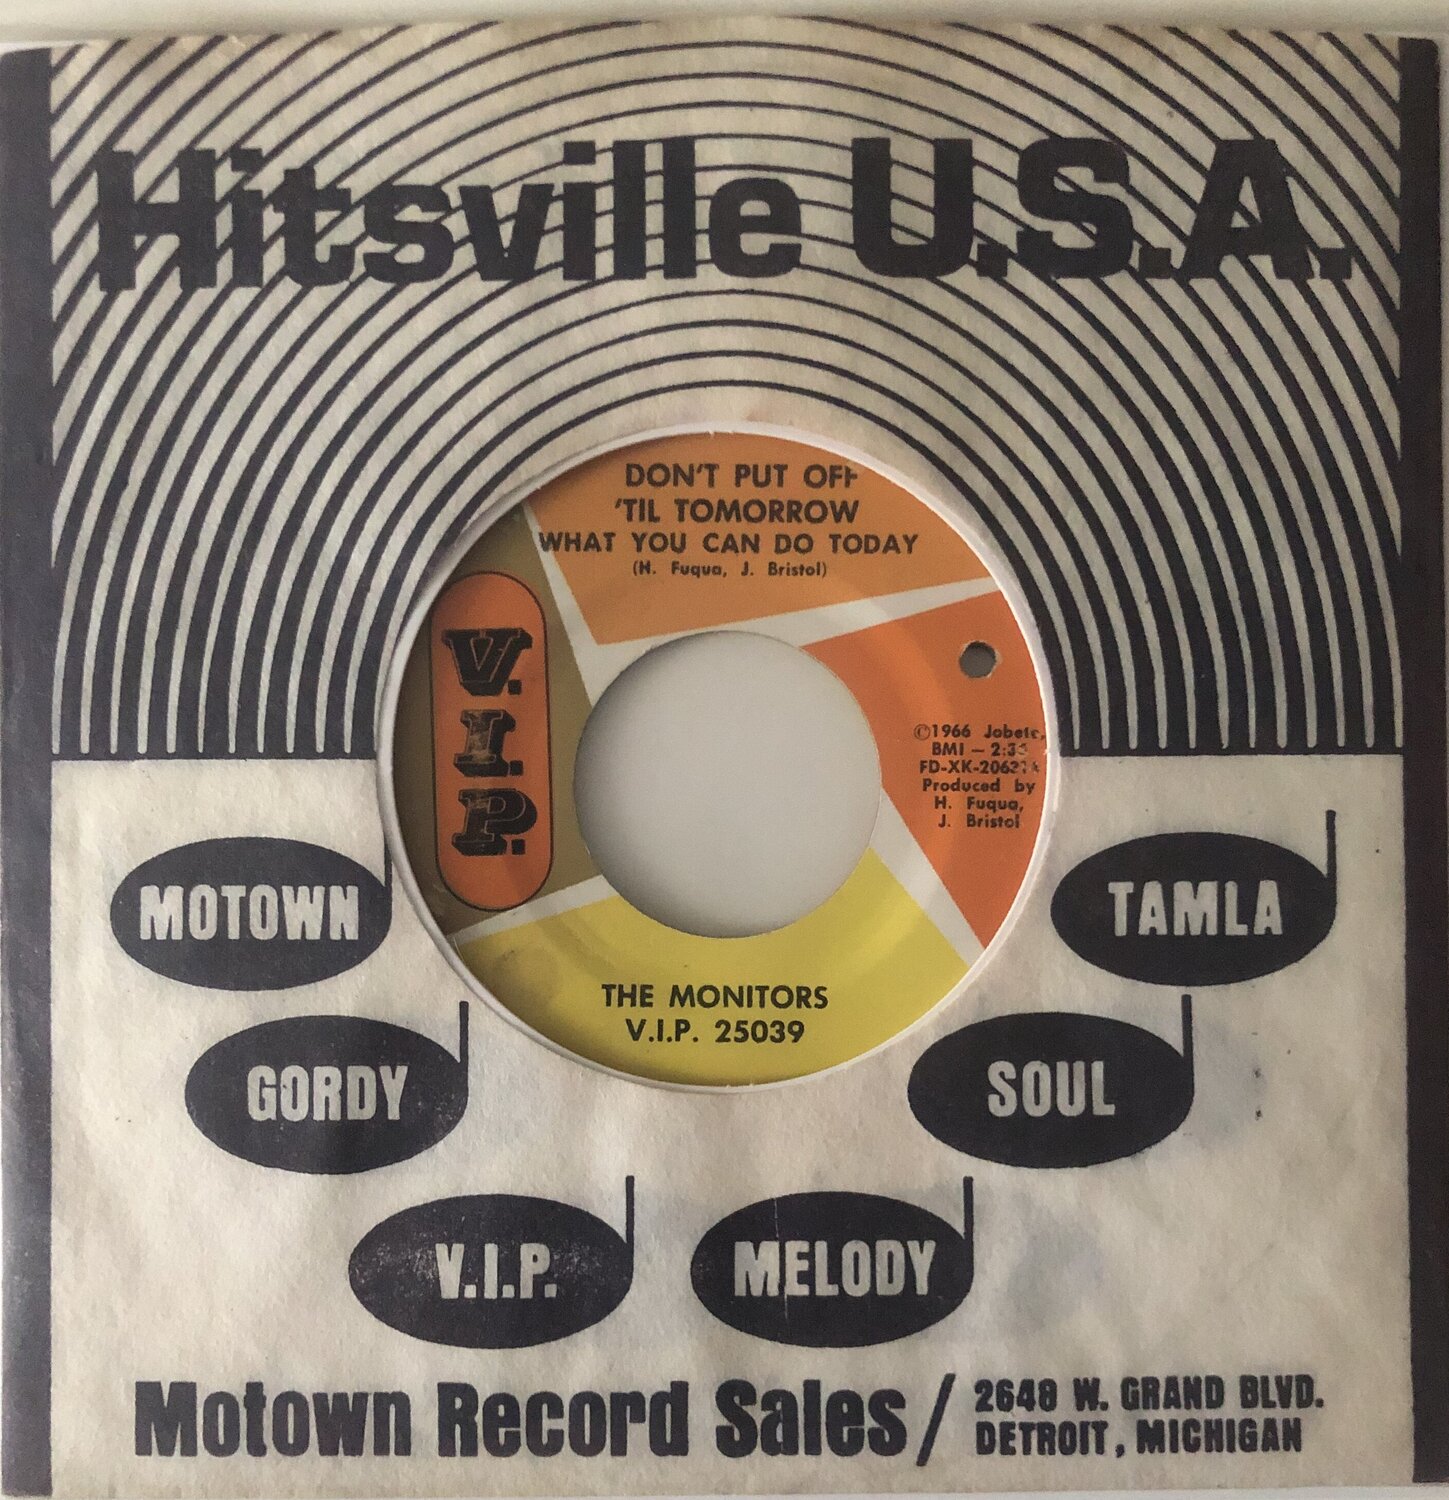 Hitsville U.S.A.
DON'T PUT OFF
'TIL TOMORROW
WHAT YOU CAN DO TODAY
(H. Fuqua, J. Bristol)
V.I.P.
©1966 Jobete,
BMI –
Produced by
H. Fuqua,
J. Bristol
THE MONITORS
V.I.P. 25039
MOTOWN
TAMLA
GORDY
SOUL
V.I.P.
MELODY
Motown Record Sales / 2648 W. GRAND BLVD.
DETROIT, MICHIGAN